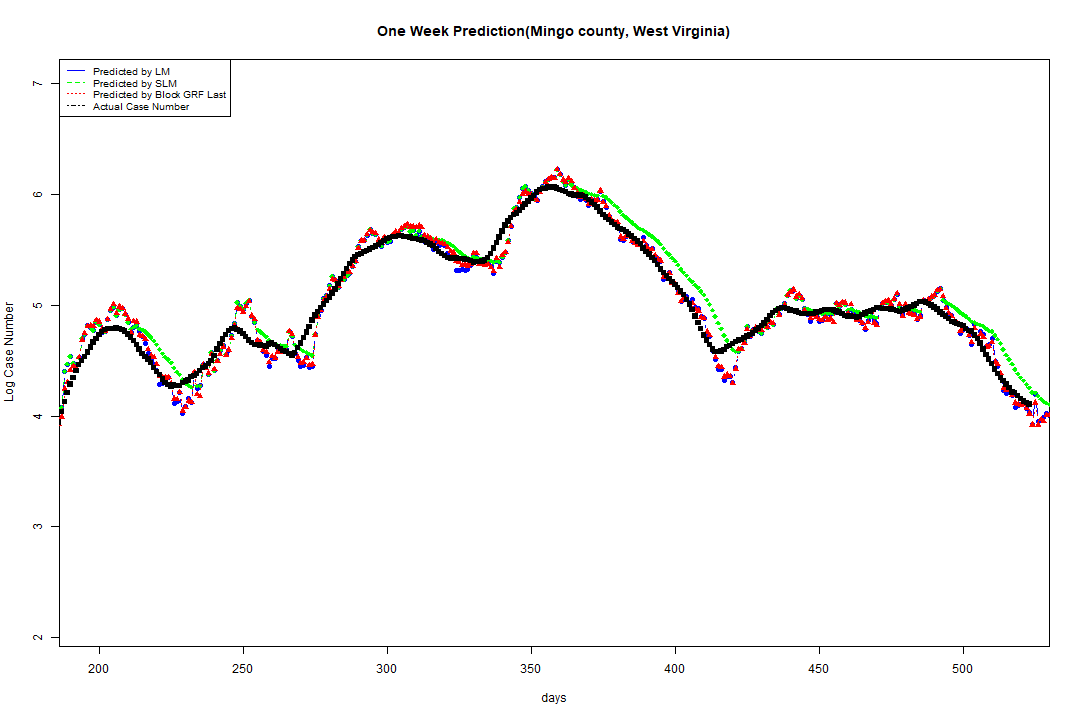 One Week Prediction(Mingo county, West Virginia)
Predicted by LM
Predicted by SLM
Predicted by Block GRF Last
Actual Case Number
7
6
5
4
3
2
Log Case Number
200 250 300 350 400 450 500
days